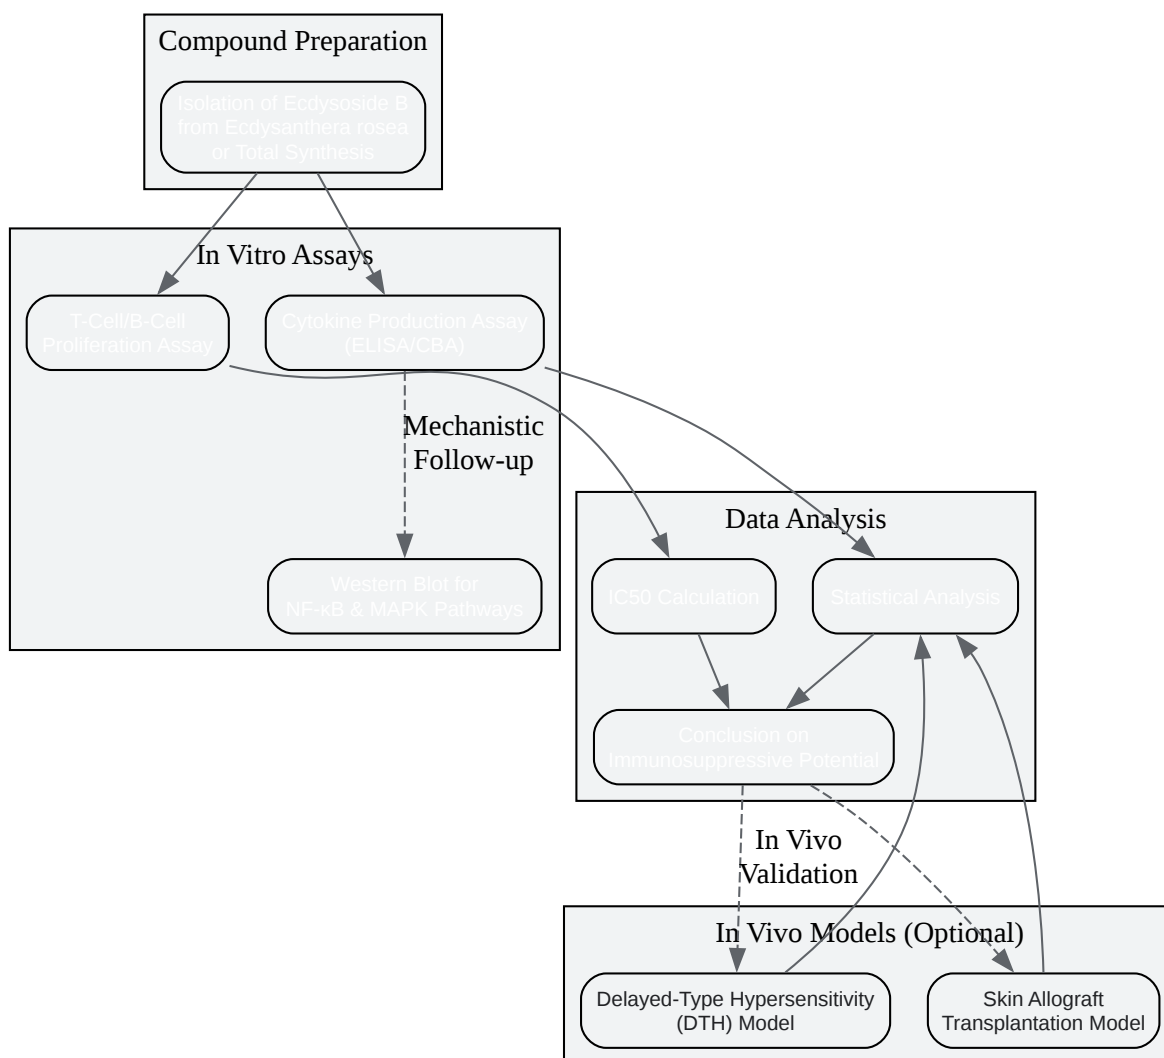 Compound Preparation
Isolation of Ecdysoside B
from Ecdysanthera rosea
or Total Synthesis
In Vitro Assays
T-Cell/B-Cell
Proliferation Assay
Cytokine Production Assay
(ELISA/CBA)
Mechanistic
Follow-up
Western Blot for
NF-κB & MAPK Pathways
Data Analysis
IC50 Calculation
Statistical Analysis
Conclusion on
Immunosuppressive Potential
In Vivo
Validation
In Vivo Models (Optional)
Delayed-Type Hypersensitivity
(DTH) Model
Skin Allograft
Transplantation Model